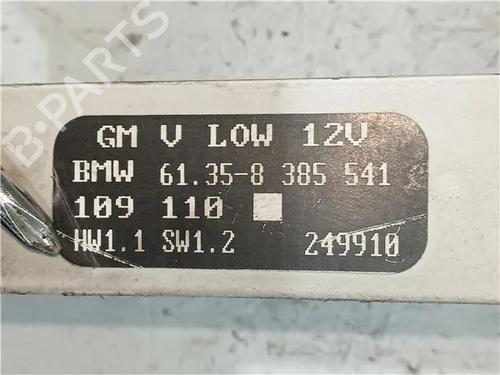 B-PARTS
GM V LOW 12V
BMW 61.35-8 385 541
109 110
HW1.1 SW1.2 249910